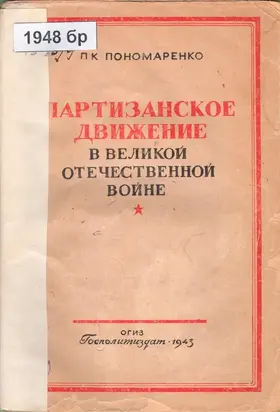 1948 бр
П К ПОНОМАРЕНКО
ПАРТИЗАНСКОЕ
ДВИЖЕНИЕ
В ВЕЛИКОЙ
ОТЕЧЕСТВЕННОЙ
ВОЙНЕ
ОГИЗ
Госполитиздат · 1943